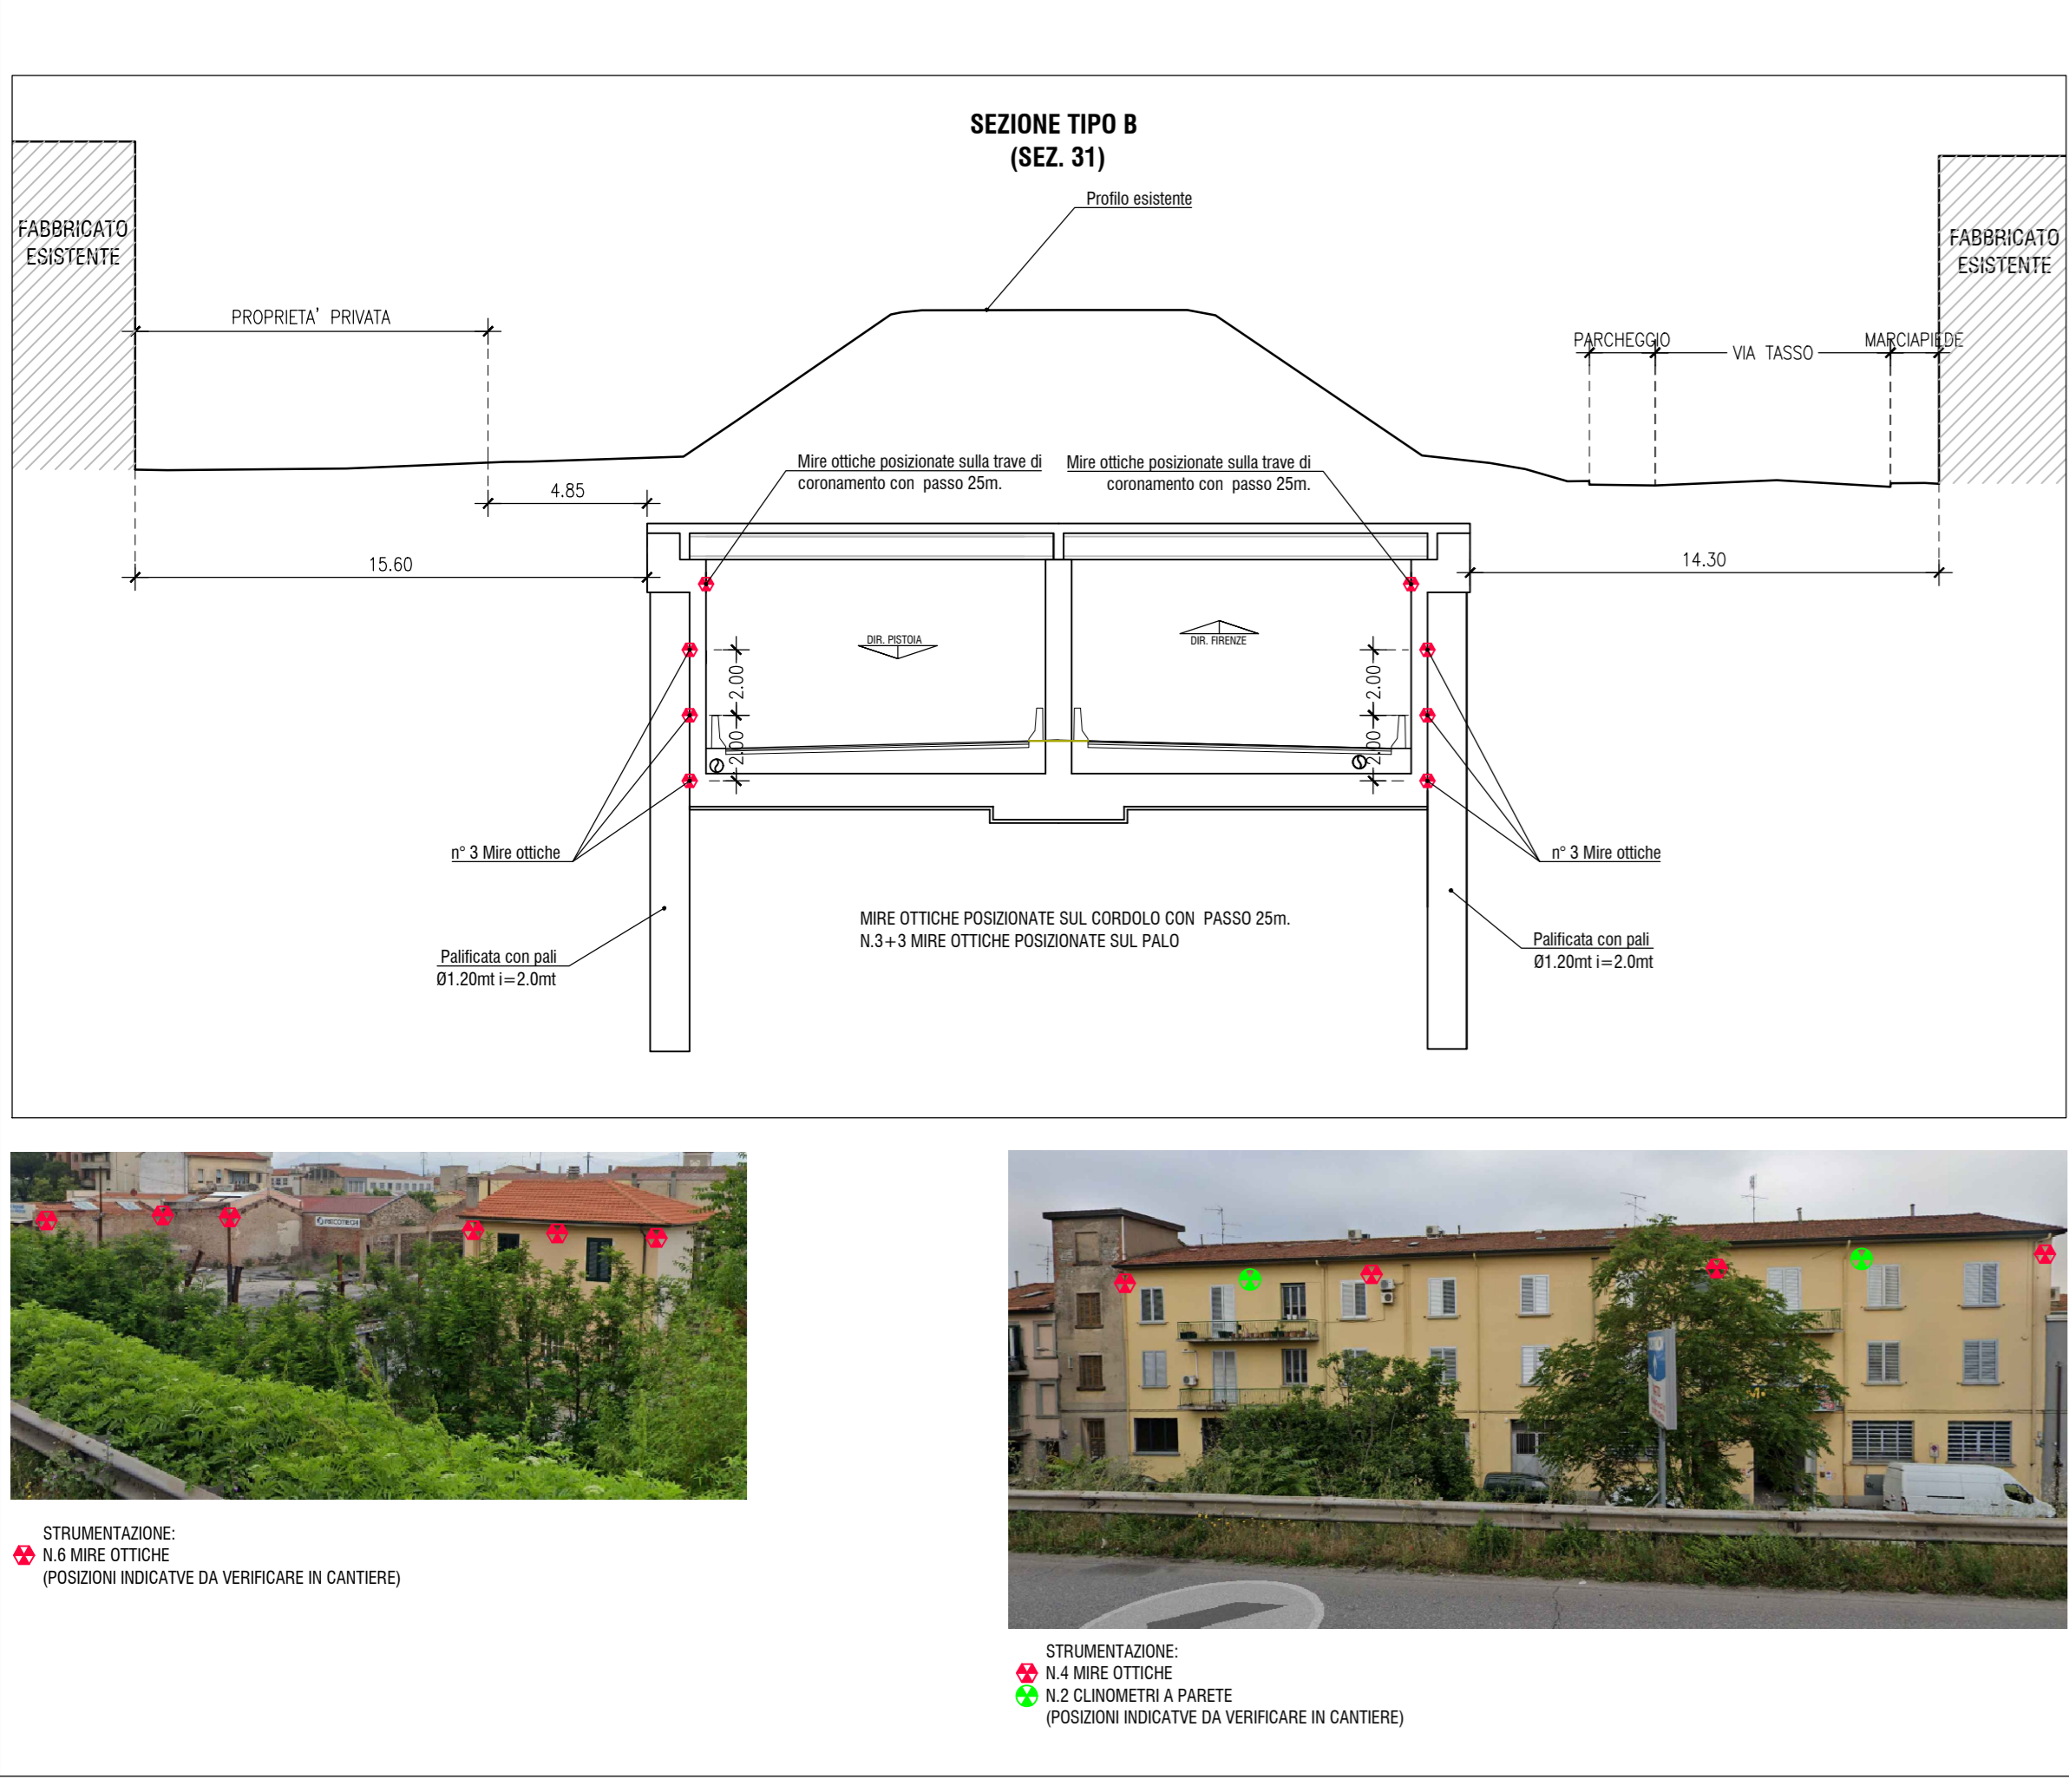 SEZIONE TIPO B
(SEZ. 31)
Profilo esistente
FABBRICATO
ESISTENTE
FABBRICATO
ESISTENTE
PROPRIETA' PRIVATA
PARCHEGGIO
VIA TASSO
MARCIAPIEDE
Mire ottiche posizionate sulla trave di
coronamento con passo 25m.
Mire ottiche posizionate sulla trave di
coronamento con passo 25m.
4.85
15.60
14.30
DIR. PISTOIA
DIR. FIRENZE
2.00
2.00
2.00
2.00
n° 3 Mire ottiche
n° 3 Mire ottiche
MIRE OTTICHE POSIZIONATE SUL CORDOLO CON PASSO 25m.
N.3+3 MIRE OTTICHE POSIZIONATE SUL PALO
Palificata con pali
Ø1.20mt i=2.0mt
Palificata con pali
Ø1.20mt i=2.0mt
STRUMENTAZIONE:
N.6 MIRE OTTICHE
(POSIZIONI INDICATVE DA VERIFICARE IN CANTIERE)
STRUMENTAZIONE:
N.4 MIRE OTTICHE
N.2 CLINOMETRI A PARETE
(POSIZIONI INDICATVE DA VERIFICARE IN CANTIERE)